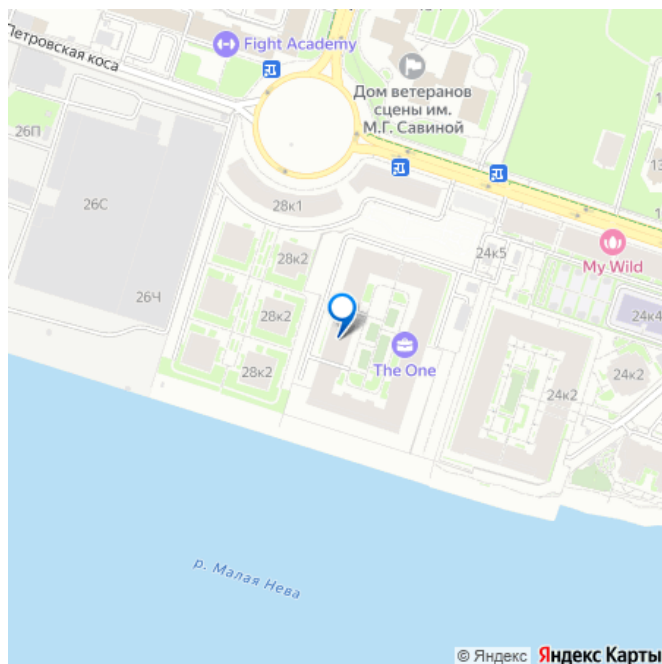 Петровская коса
Fight Academy
Дом ветеранов
сцены им.
М.Г. Савиной
26П
26С
28к1
24к5
My Wild
28к2
26Ч
28к2
24к4
The One
28к2
24к2
24к2
р. Малая Нева
© Яндекс Яндекс Карты